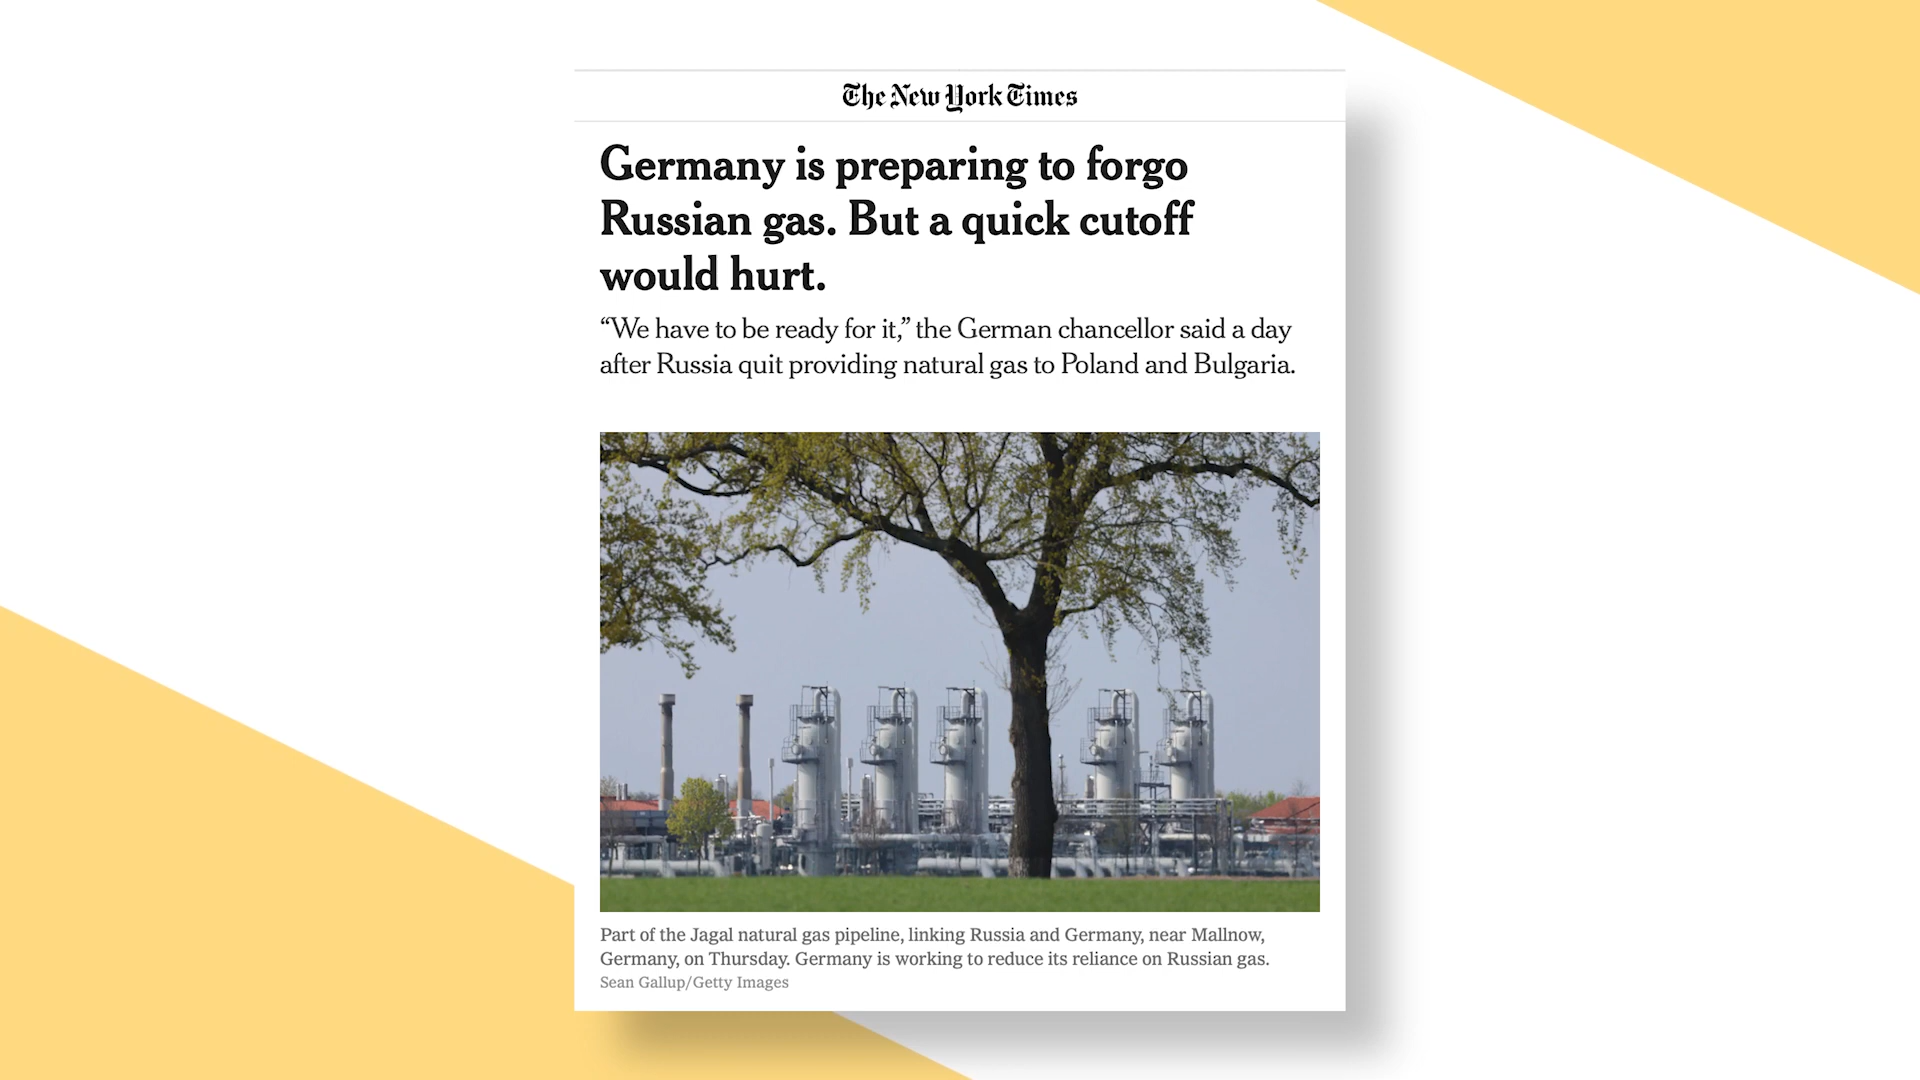 The New York Times
Germany is preparing to forgo
Russian gas. But a quick cutoff
would hurt.
“We have to be ready for it,” the German chancellor said a day
after Russia quit providing natural gas to Poland and Bulgaria.
Part of the Jagal natural gas pipeline, linking Russia and Germany, near Mallnow,
Germany, on Thursday. Germany is working to reduce its reliance on Russian gas.
Sean Gallup/Getty Images